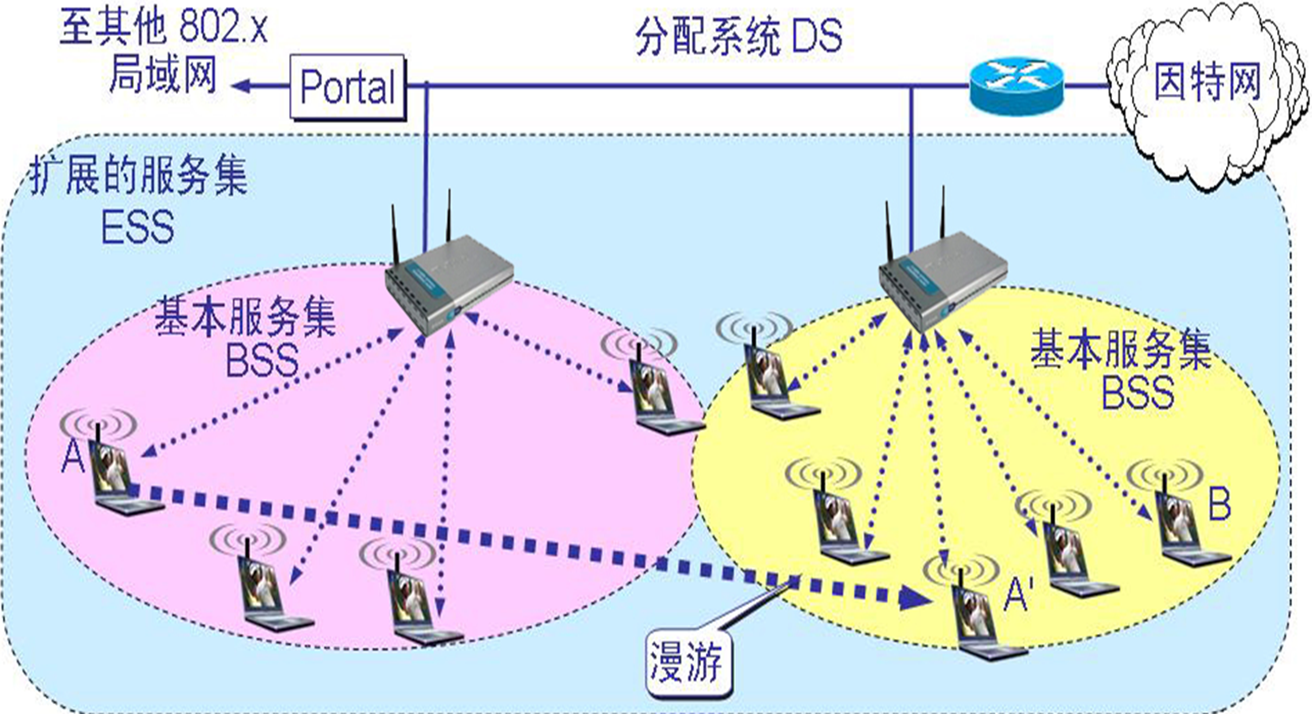 至其他 802.x
局域网
Portal
分配系统 DS
因特网
扩展的服务集
ESS
基本服务集
BSS
基本服务集
BSS
A
B
A'
漫游